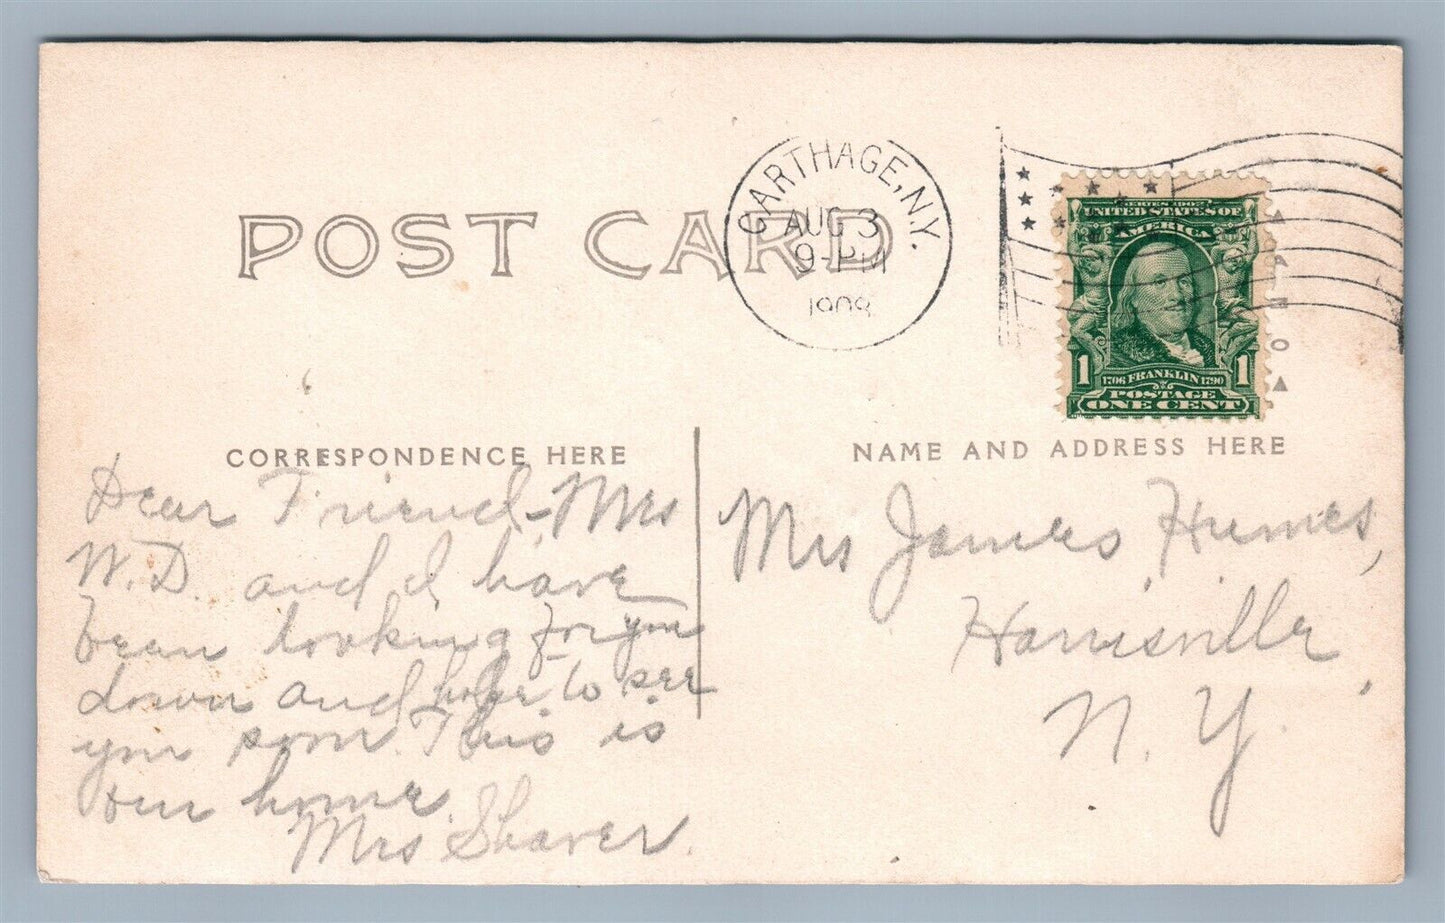 POST CARD
CARTHAGE, N.Y.
AUG 3
9-PM
1908
SERIES 1902
UNITED STATES OF
AMERICA
1 1
1706 FRANKLIN 1790
POSTAGE
ONE CENT
CORRESPONDENCE HERE
Dear Friend - Mrs
W. D. and I have
been looking for you
down and hope to see
you soon. This is
our home.
Mrs Shaver.
NAME AND ADDRESS HERE
Mrs James Humes,
Harrisville,
N. Y.